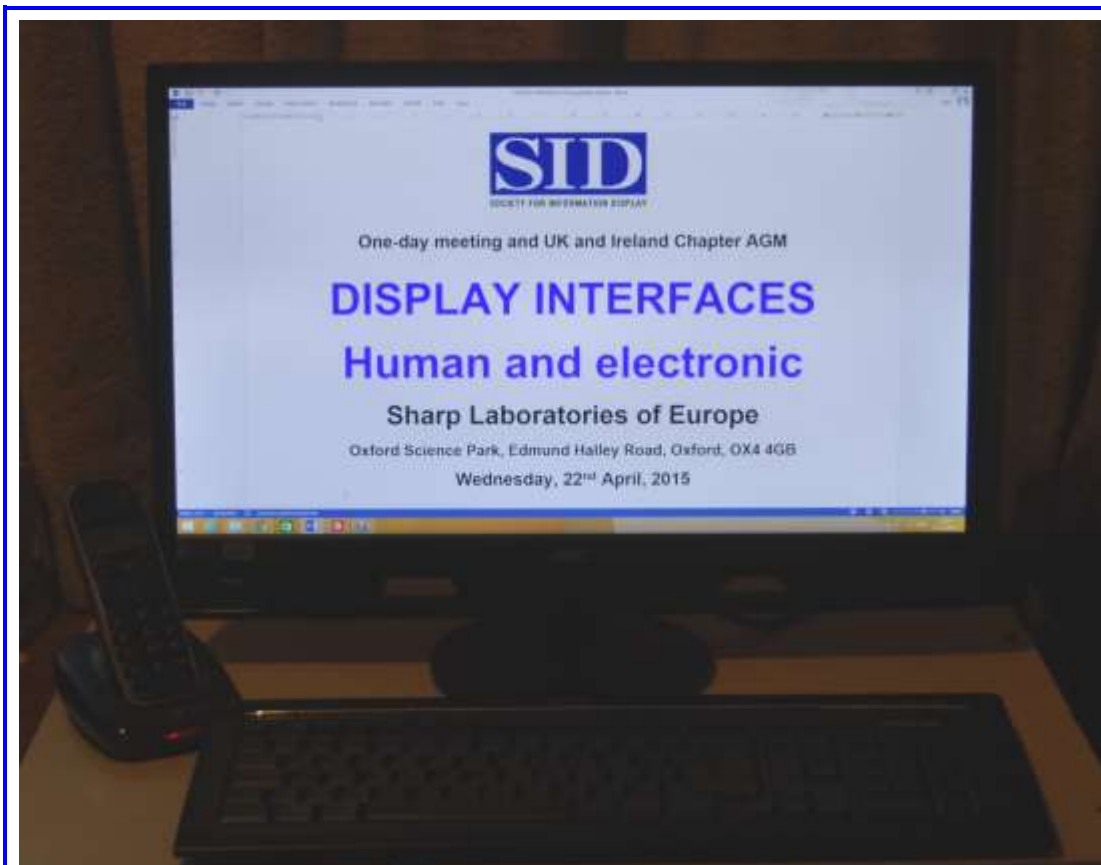 SID
SOCIETY FOR INFORMATION DISPLAY
One-day meeting and UK and Ireland Chapter AGM
DISPLAY INTERFACES
Human and electronic
Sharp Laboratories of Europe
Oxford Science Park, Edmund Halley Road, Oxford, OX4 4GB
Wednesday, 22nd April, 2015